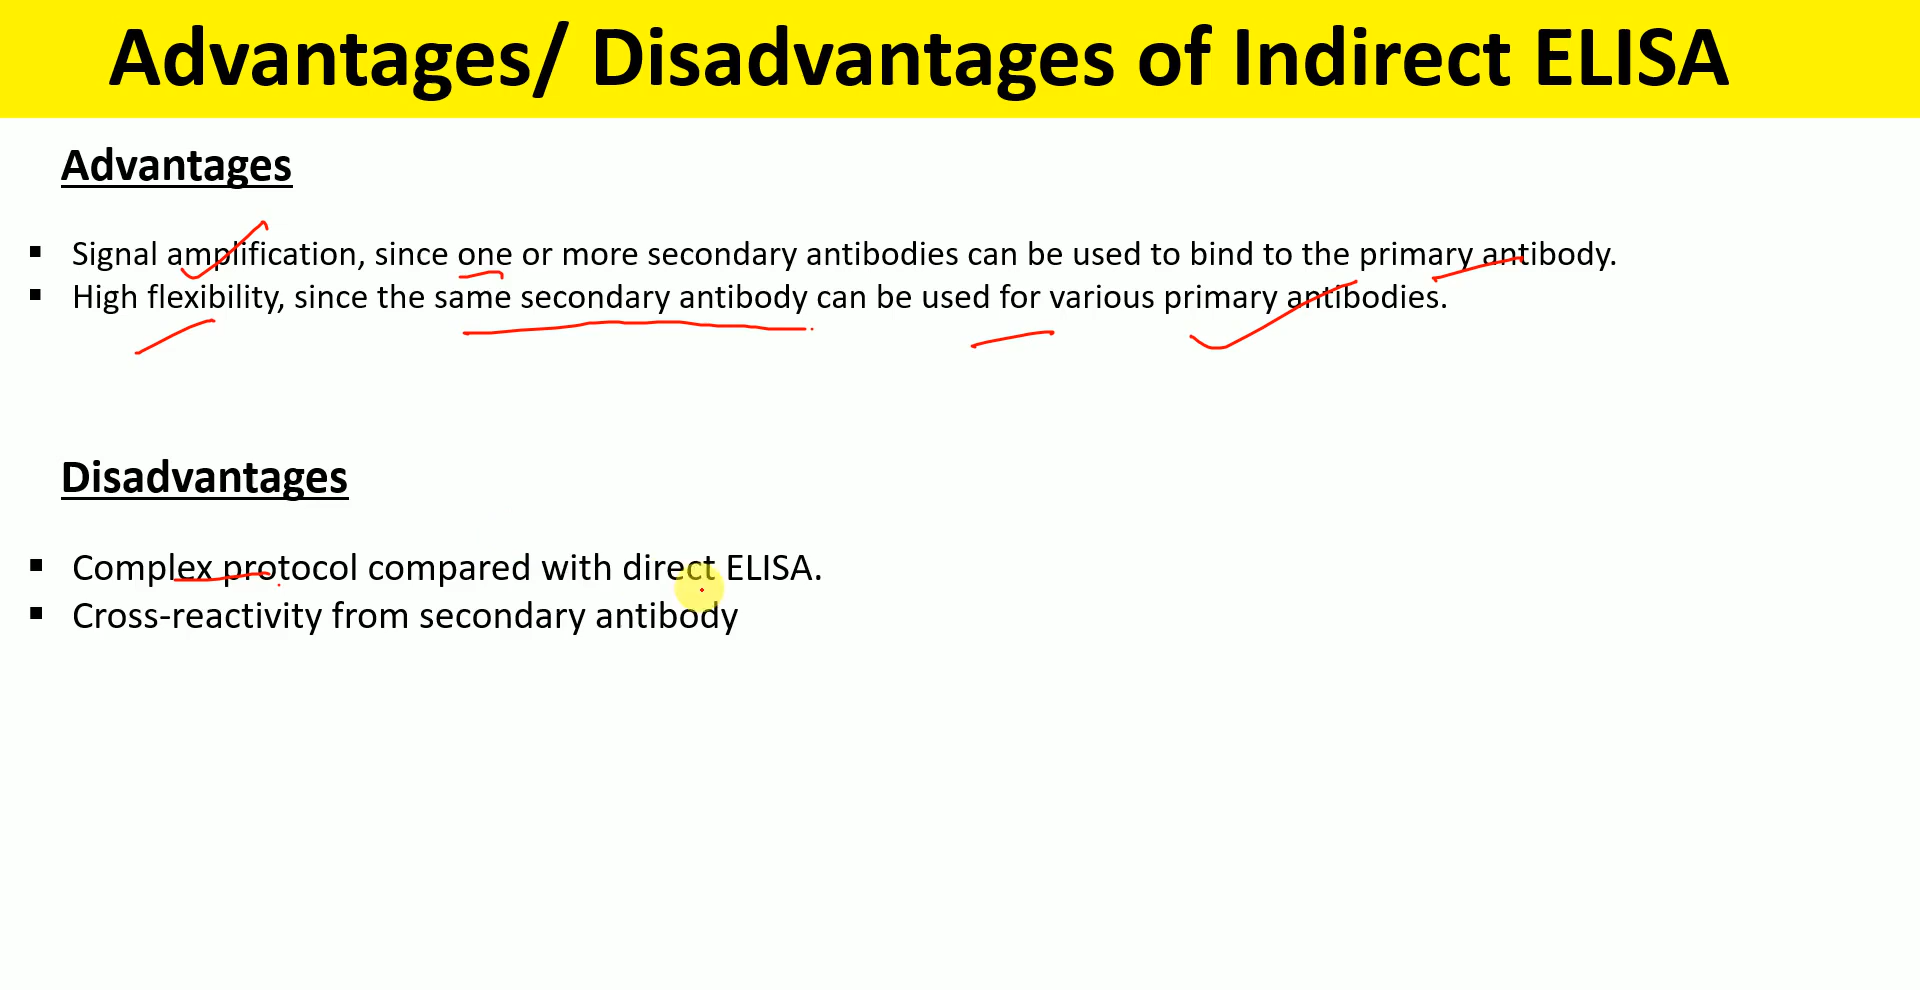 Advantages/ Disadvantages of Indirect ELISA
Advantages
▪ Signal amplification, since one or more secondary antibodies can be used to bind to the primary antibody.
▪ High flexibility, since the same secondary antibody can be used for various primary antibodies.
Disadvantages
▪ Complex protocol compared with direct ELISA.
▪ Cross-reactivity from secondary antibody